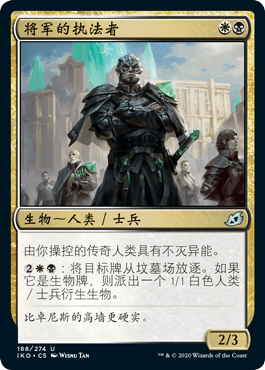 将军的执法者
生物～人类 / 士兵
由你操控的传奇人类具有不灭异能。
2：将目标牌从坟墓场放逐。如果
它是生物牌，则派出一个 1/1 白色人类
/ 士兵衍生生物。
比卓尼斯的高墙更硬实。
2/3
188/274 U
IKO • CS WISNU TAN
™ & © 2020 Wizards of the Coast